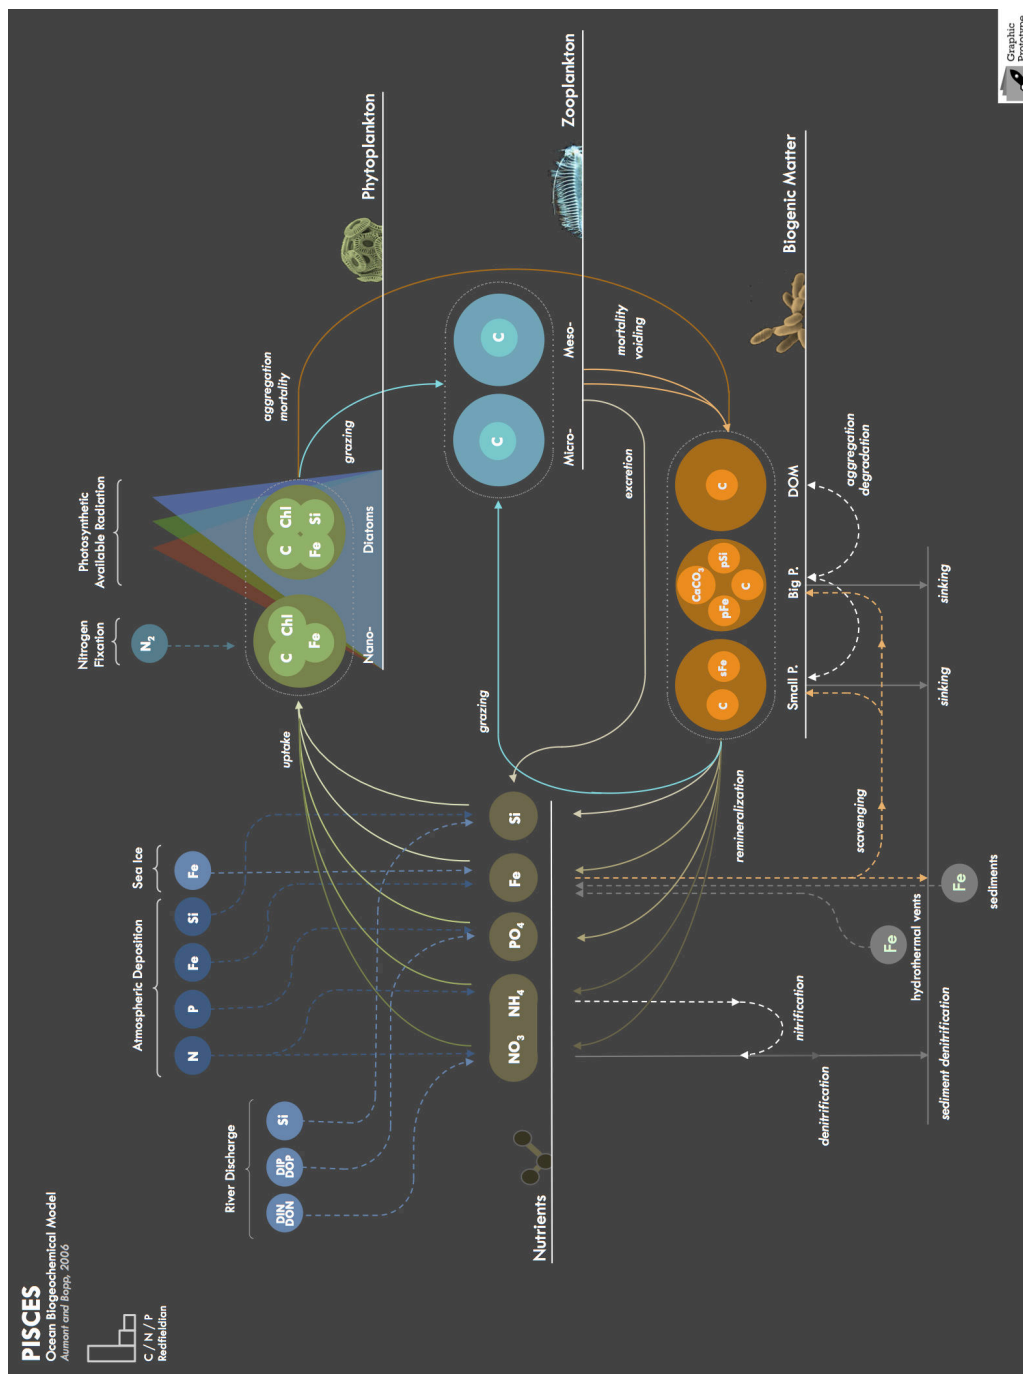 PISCES
Ocean Biogeochemical Model
Aumont and Bopp, 2006
C / N / P
Redfieldian
River Discharge
DIN
DON
DIP
DOP
Si
Atmospheric Deposition
N
P
Fe
Si
Sea Ice
Fe
Nitrogen
Fixation
N2
Photosynthetic
Available Radiation
uptake
C
Chl
Fe
C
Chl
Fe
Si
Nano-
Diatoms
aggregation
mortality
grazing
Phytoplankton
Nutrients
NO3
NH4
PO4
Fe
Si
grazing
C
C
Micro-
Meso-
Zooplankton
excretion
mortality
voiding
remineralization
C
sFe
CaCO3
pFe
pSi
C
C
Small P.
Big P.
DOM
Biogenic Matter
aggregation
degradation
nitrification
denitrification
scavenging
sediment denitrification
hydrothermal vents
Fe
Fe
sediments
sinking
sinking
Graphic
Prototype